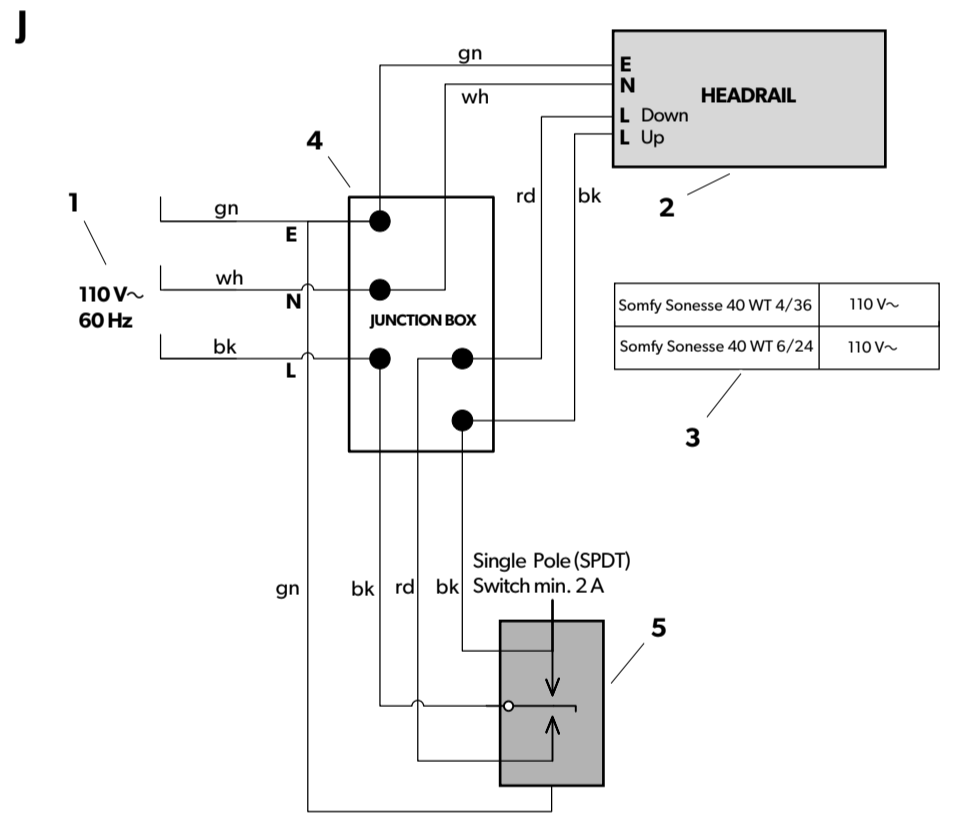 J
gn
wh
E
N
HEADRAIL
L Down
L Up
4
rd
bk
2
1
gn
E
wh
110 V~
60 Hz
N
JUNCTION BOX
bk
L
Somfy Sonesse 40 WT 4/36 110 V~
Somfy Sonesse 40 WT 6/24 110 V~
3
Single Pole (SPDT)
Switch min. 2 A
gn
bk
rd
bk
5